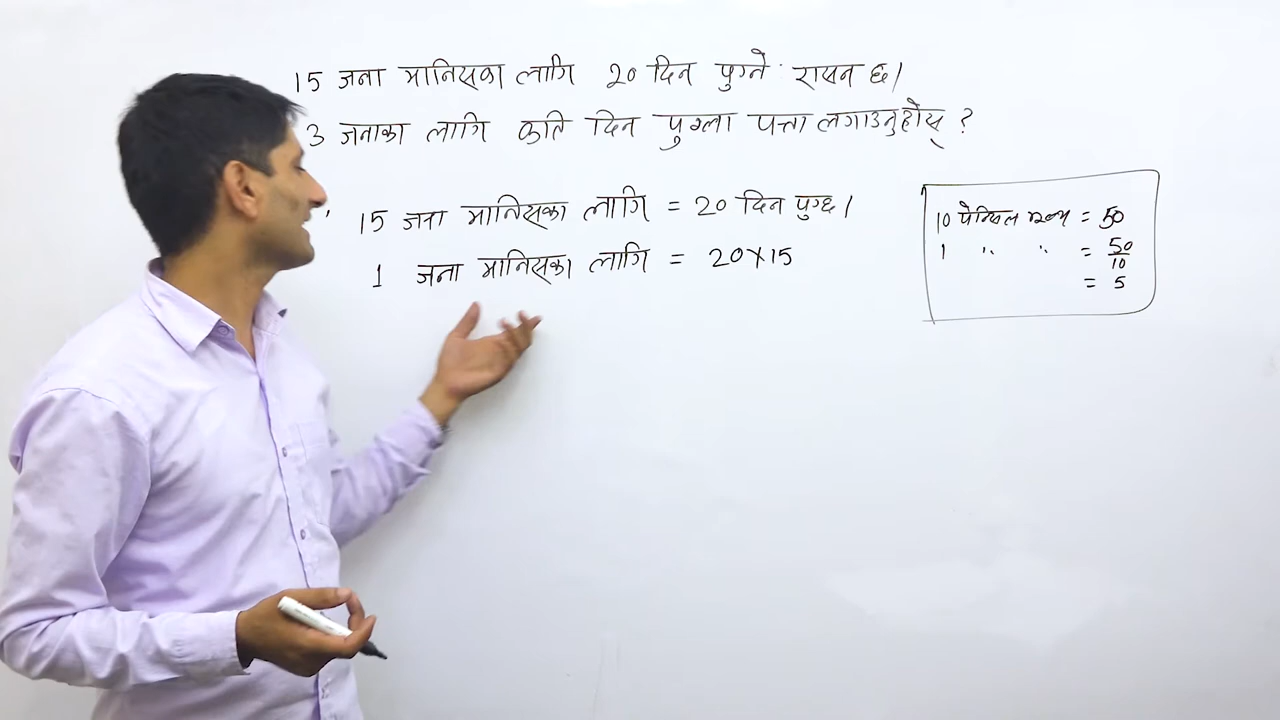 15 जना मानिसका लागि 20 दिन पुग्ने रासन छ।
3 जनाका लागि कति दिन पुग्ला पत्ता लगाउनुहोस् ?
15 जना मानिसका लागि = 20 दिन पुग्छ।
1 जना मानिसका लागि = 20×15
10 पेन्सिल मूल्य = 50
1 " " = 50/10
= 5